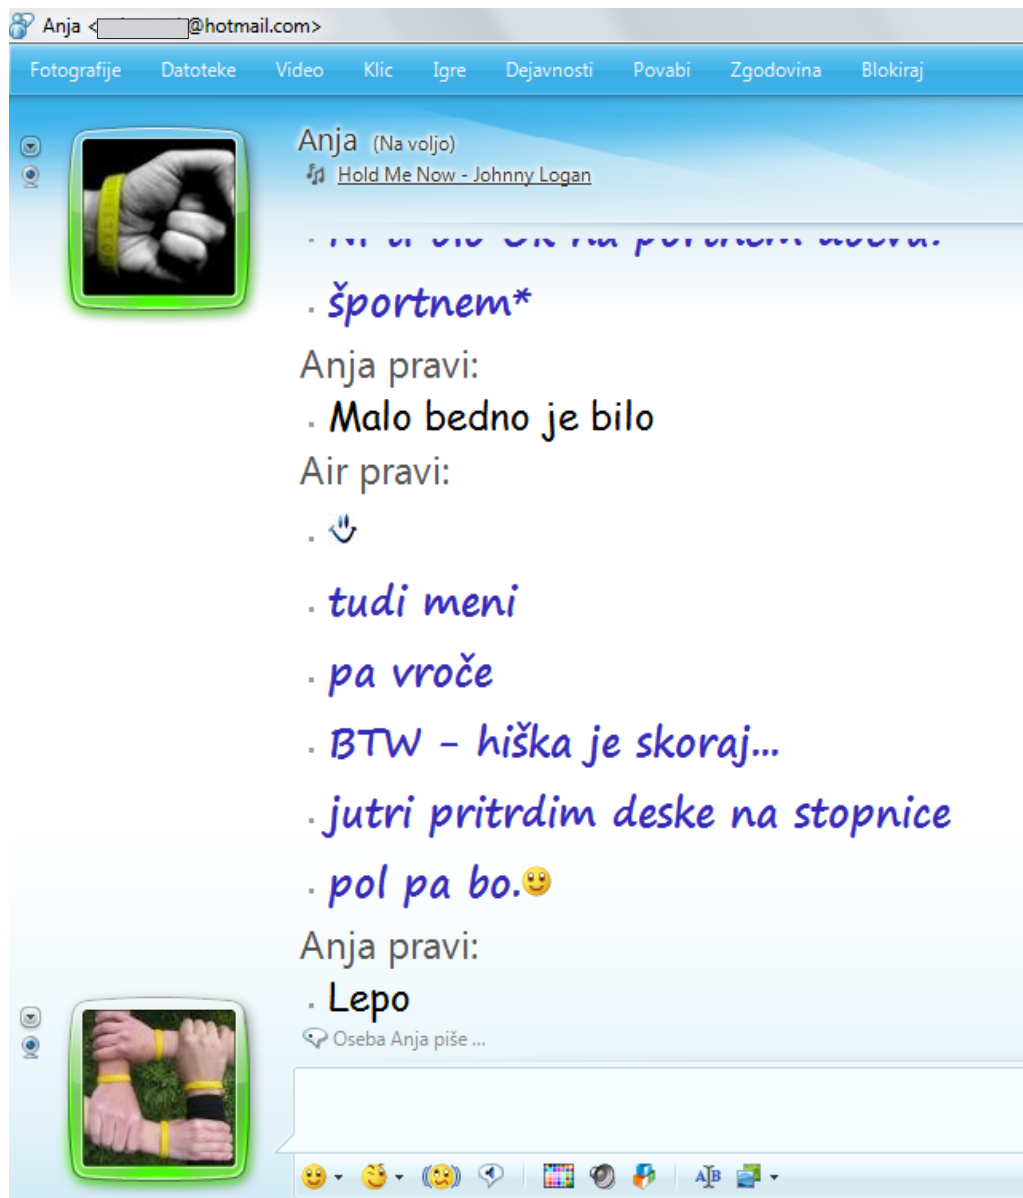 Anja <
@hotmail.com>
Fotografije Datoteke Video Klic Igre Dejavnosti Povabi Zgodovina Blokiraj
Anja (Na voljo)
Hold Me Now - Johnny Logan
športnem*
Anja pravi:
Malo bedno je bilo
Air pravi:
tudi meni
pa vroče
BTW - hiška je skoraj...
jutri pritrdim deske na stopnice
pol pa bo.
Anja pravi:
Lepo
Oseba Anja piše ...